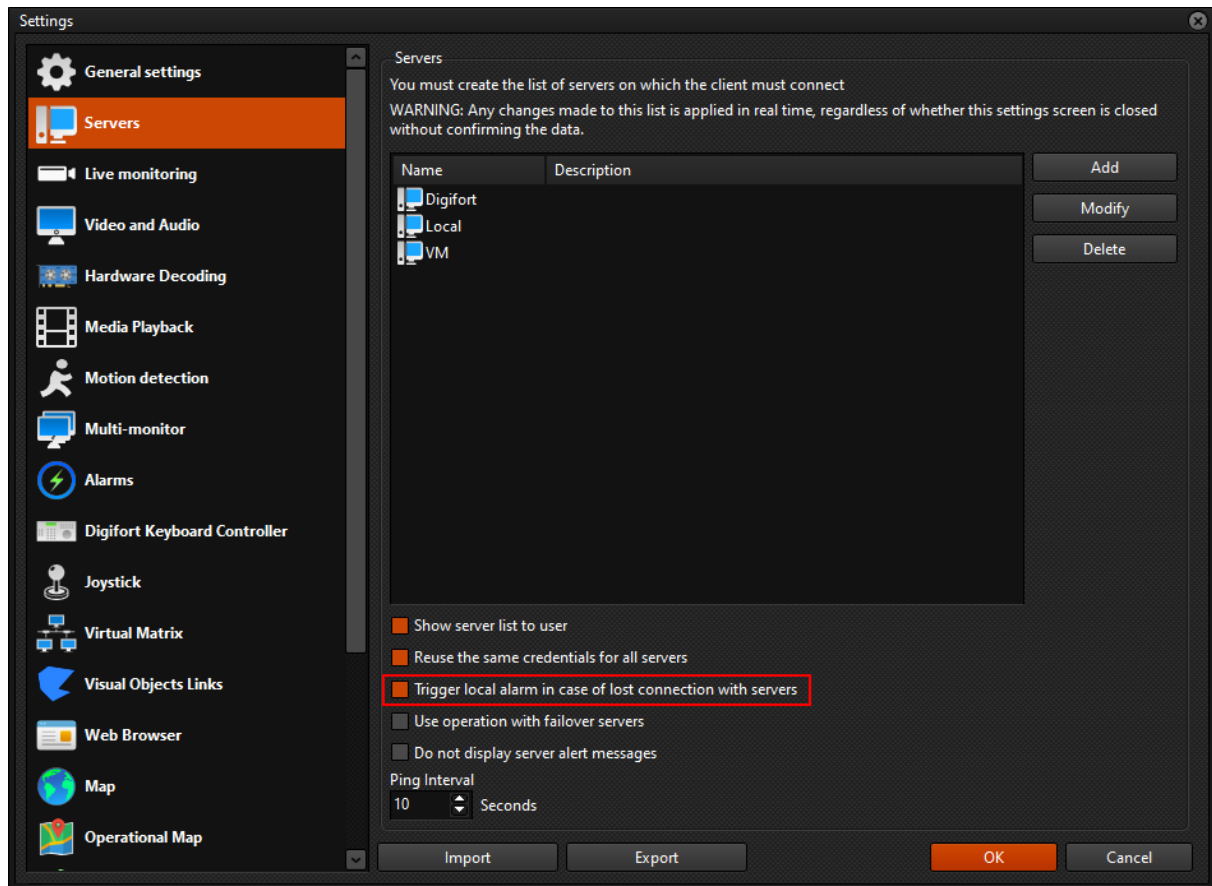 Settings
General settings
Servers
Live monitoring
Video and Audio
Hardware Decoding
Media Playback
Motion detection
Multi-monitor
Alarms
Digifort Keyboard Controller
Joystick
Virtual Matrix
Visual Objects Links
Web Browser
Map
Operational Map
Servers
You must create the list of servers on which the client must connect
WARNING: Any changes made to this list is applied in real time, regardless of whether this settings screen is closed
without confirming the data.
Name Description
Digifort
Local
VM
Add
Modify
Delete
Show server list to user
Reuse the same credentials for all servers
Trigger local alarm in case of lost connection with servers
Use operation with failover servers
Do not display server alert messages
Ping Interval
10 Seconds
Import Export OK Cancel